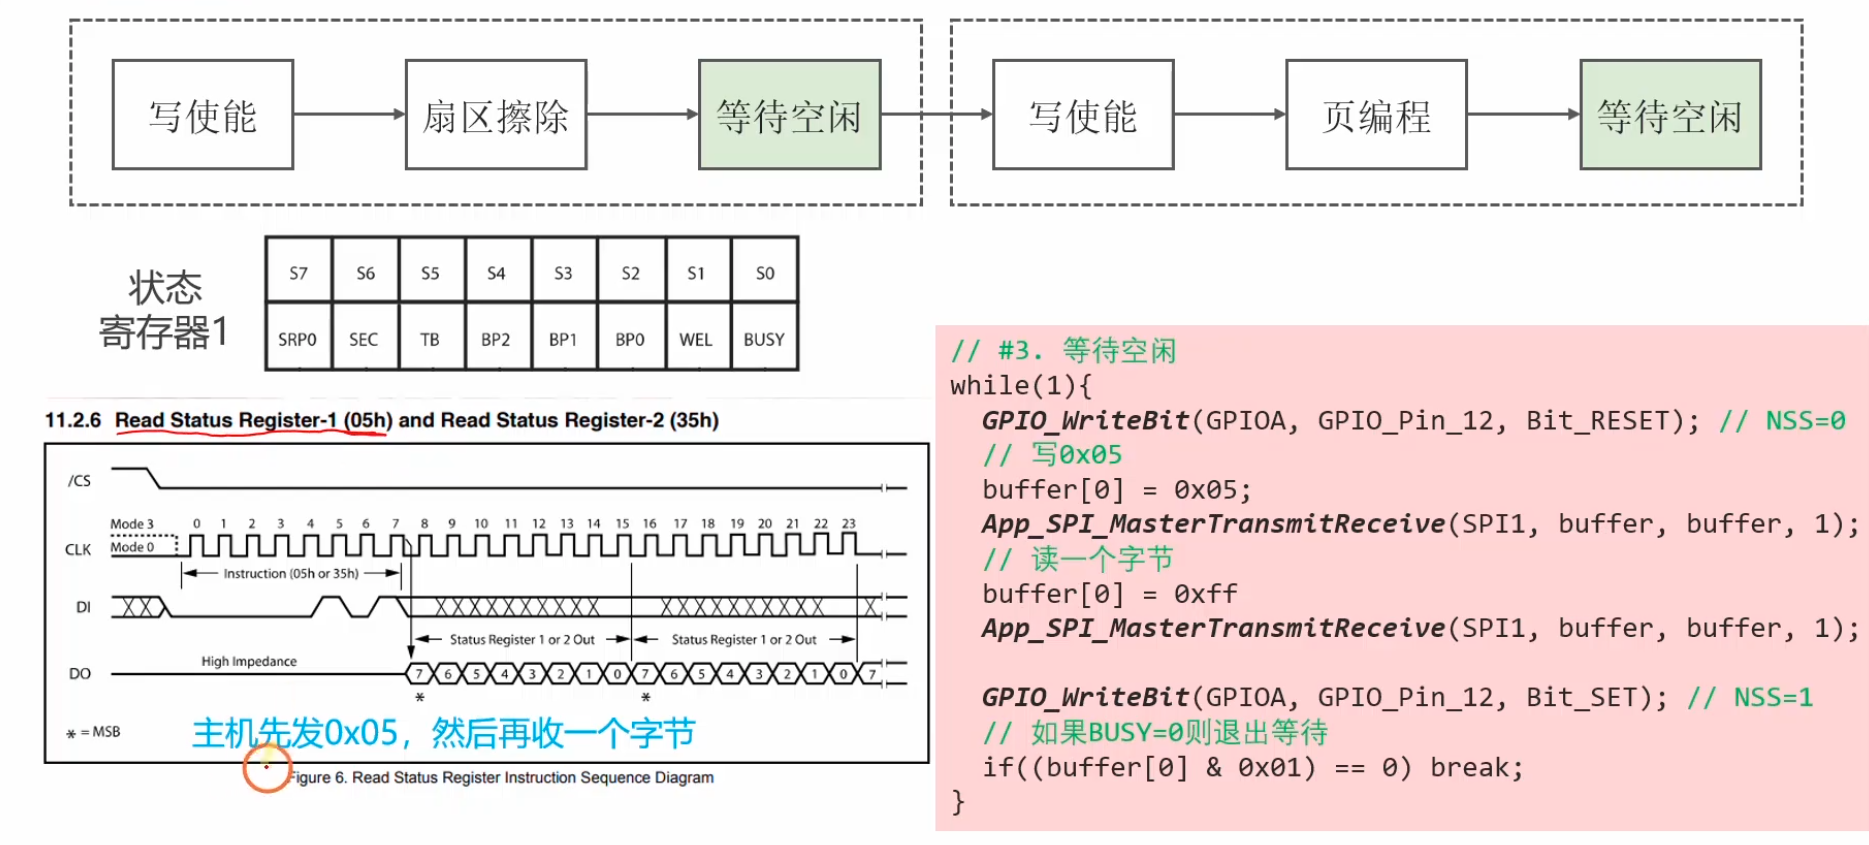 写使能
扇区擦除
等待空闲
写使能
页编程
等待空闲
状态
寄存器1
S7 S6 S5 S4 S3 S2 S1 S0
SRP0 SEC TB BP2 BP1 BP0 WEL BUSY
11.2.6 Read Status Register-1 (05h) and Read Status Register-2 (35h)
/CS
Mode 3
0 1 2 3 4 5 6 7 8 9 10 11 12 13 14 15 16 17 18 19 20 21 22 23
CLK
Mode 0
Instruction (05h or 35h)
DI
Status Register 1 or 2 Out
Status Register 1 or 2 Out
High Impedance
DO
7 6 5 4 3 2 1 0 7 6 5 4 3 2 1 0 7
* *
* = MSB
主机先发0x05，然后再收一个字节
Figure 6. Read Status Register Instruction Sequence Diagram
// #3. 等待空闲
while(1){
GPIO_WriteBit(GPIOA, GPIO_Pin_12, Bit_RESET); // NSS=0
// 写0x05
buffer[0] = 0x05;
App_SPI_MasterTransmitReceive(SPI1, buffer, buffer, 1);
// 读一个字节
buffer[0] = 0xff
App_SPI_MasterTransmitReceive(SPI1, buffer, buffer, 1);
GPIO_WriteBit(GPIOA, GPIO_Pin_12, Bit_SET); // NSS=1
// 如果BUSY=0则退出等待
if((buffer[0] & 0x01) == 0) break;
}